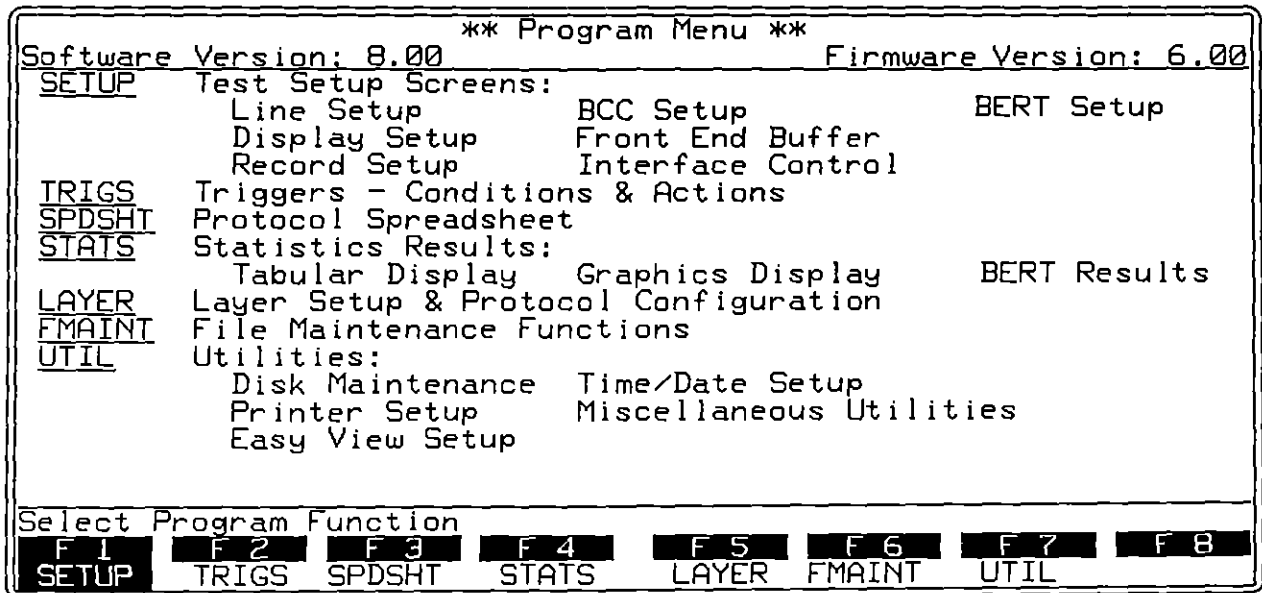 ** Program Menu **
Software Version: 8.00 Firmware Version: 6.00
SETUP Test Setup Screens:
Line Setup BCC Setup BERT Setup
Display Setup Front End Buffer
Record Setup Interface Control
TRIGS Triggers - Conditions & Actions
SPDSHT Protocol Spreadsheet
STATS Statistics Results:
Tabular Display Graphics Display BERT Results
LAYER Layer Setup & Protocol Configuration
FMAINT File Maintenance Functions
UTIL Utilities:
Disk Maintenance Time/Date Setup
Printer Setup Miscellaneous Utilities
Easy View Setup
Select Program Function
F 1 F 2 F 3 F 4 F 5 F 6 F 7 F 8
SETUP TRIGS SPDSHT STATS LAYER FMAINT UTIL